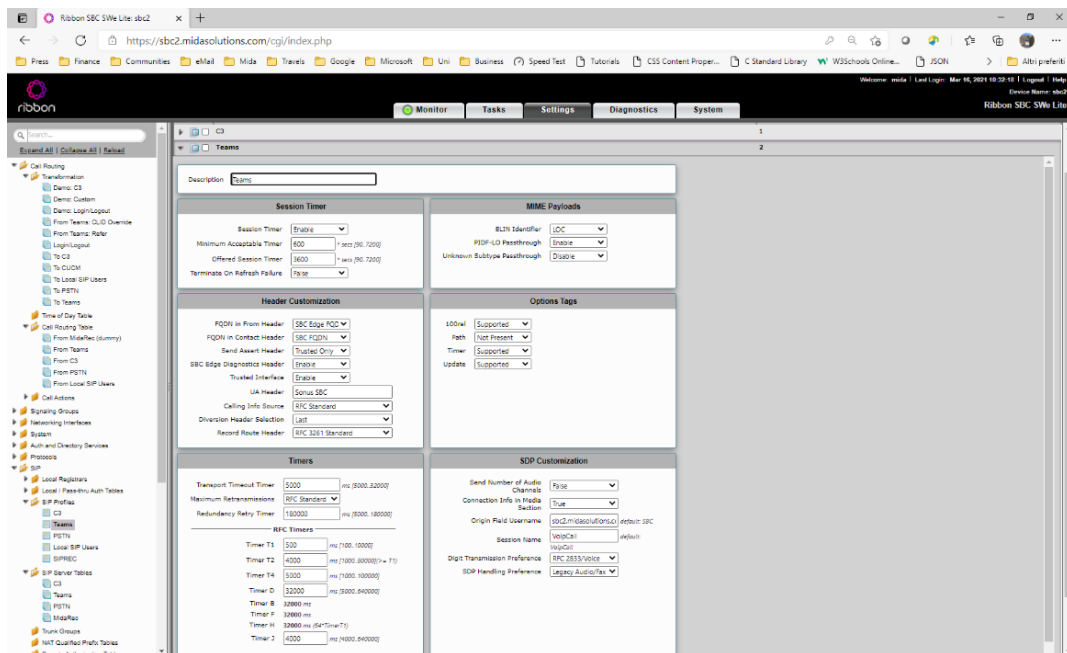 Ribbon SBC SWe Lite: sbc2
https://sbc2.midasolutions.com/cgi/index.php
Press Finance Communities eMail Mida Travels Google Microsoft Uni Business Speed Test Tutorials CSS Content Proper... C Standard Library W3Schools Online... JSON Altri preferiti
Welcome: mida | Last Login: Mar 16, 2021 10:32:18 | Logout | Help
Device Name: sbc2
ribbon
Ribbon SBC SWe Lite
Monitor Tasks Settings Diagnostics System
Search...
Expand All | Collapse All | Reload
Call Routing
Transformation
Demo: C3
Demo: Custom
Demo: Login/Logout
From Teams: CLID Override
From Teams: Refer
Login/Logout
To C3
To CUCM
To Local SIP Users
To PSTN
To Teams
Time of Day Table
Call Routing Table
From MidaRec (dummy)
From Teams
From C3
From PSTN
From Local SIP Users
Call Actions
Signaling Groups
Networking Interfaces
System
Auth and Directory Services
Protocols
SIP
Local Registrars
Local / Pass-thru Auth Tables
SIP Profiles
C3
Teams
PSTN
Local SIP Users
SIPREC
SIP Server Tables
C3
Teams
PSTN
MidaRec
Trunk Groups
NAT Qualified Prefix Tables
C3 1
Teams 2
Description Teams
Session Timer
Session Timer Enable
Minimum Acceptable Timer 600 * secs [90..7200]
Offered Session Timer 3600 * secs [90..7200]
Terminate On Refresh Failure False
MIME Payloads
ELIN Identifier LOC
PIDF-LO Passthrough Enable
Unknown Subtype Passthrough Disable
Header Customization
FQDN in From Header SBC Edge FQD
FQDN in Contact Header SBC FQDN
Send Assert Header Trusted Only
SBC Edge Diagnostics Header Enable
Trusted Interface Enable
UA Header Sonus SBC
Calling Info Source RFC Standard
Diversion Header Selection Last
Record Route Header RFC 3261 Standard
Options Tags
100rel Supported
Path Not Present
Timer Supported
Update Supported
Timers
Transport Timeout Timer 5000 ms [5000..32000]
Maximum Retransmissions RFC Standard
Redundancy Retry Timer 180000 ms [5000..180000]
RFC Timers
Timer T1 500 ms [100..10000]
Timer T2 4000 ms [1000..80000](>= T1)
Timer T4 5000 ms [1000..100000]
Timer D 32000 ms [5000..640000]
Timer B 32000 ms
Timer F 32000 ms
Timer H 32000 ms (64*TimerT1)
Timer J 4000 ms [4000..640000]
SDP Customization
Send Number of Audio Channels False
Connection Info in Media Section True
Origin Field Username sbc2.midasolutions.c default: SBC
Session Name VoipCall default: VoipCall
Digit Transmission Preference RFC 2833/Voice
SDP Handling Preference Legacy Audio/Fax